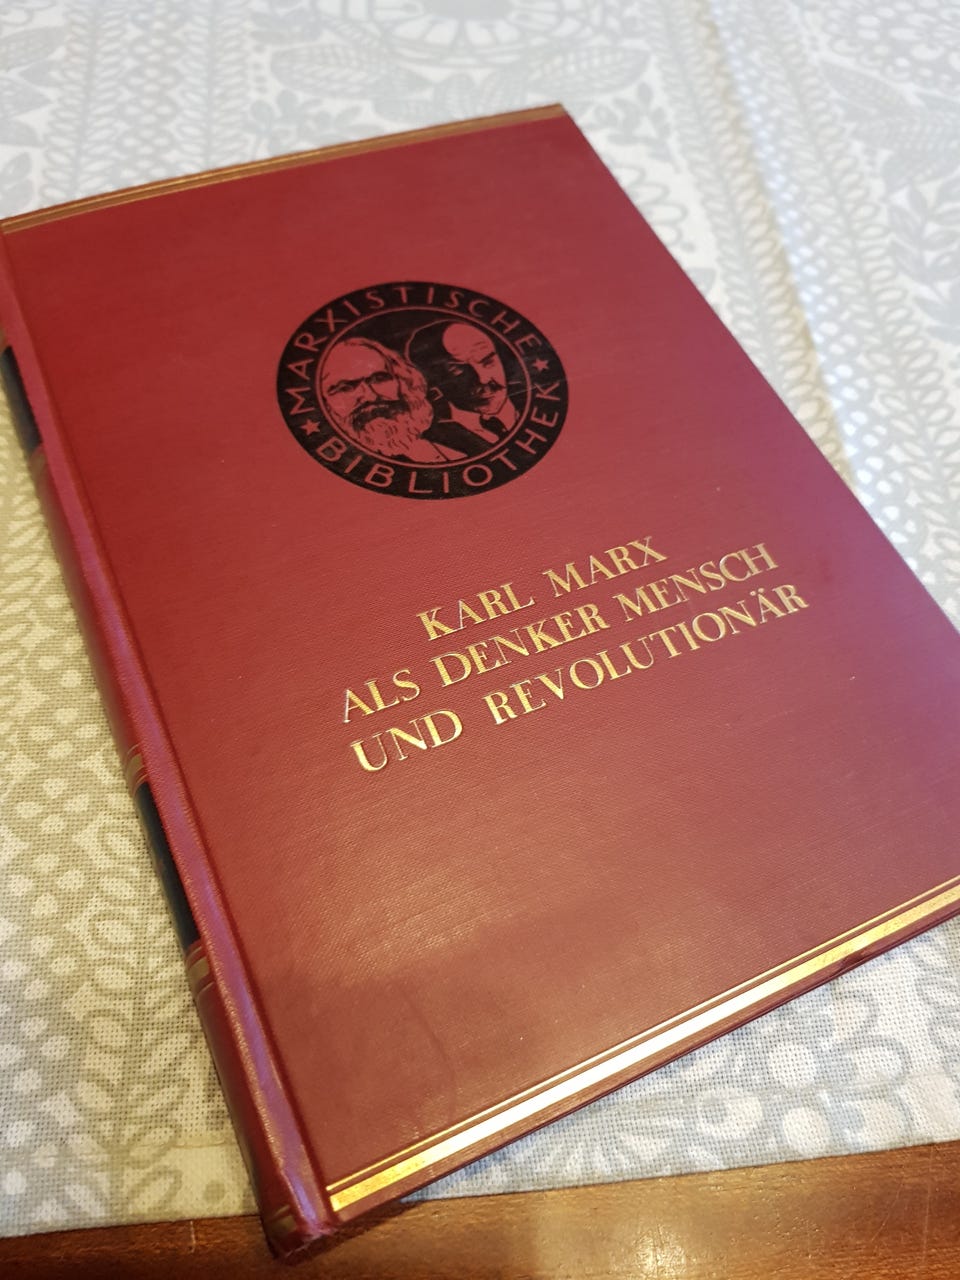 MARXISTISCHE
BIBLIOTHEK
KARL MARX
ALS DENKER MENSCH
UND REVOLUTIONÄR